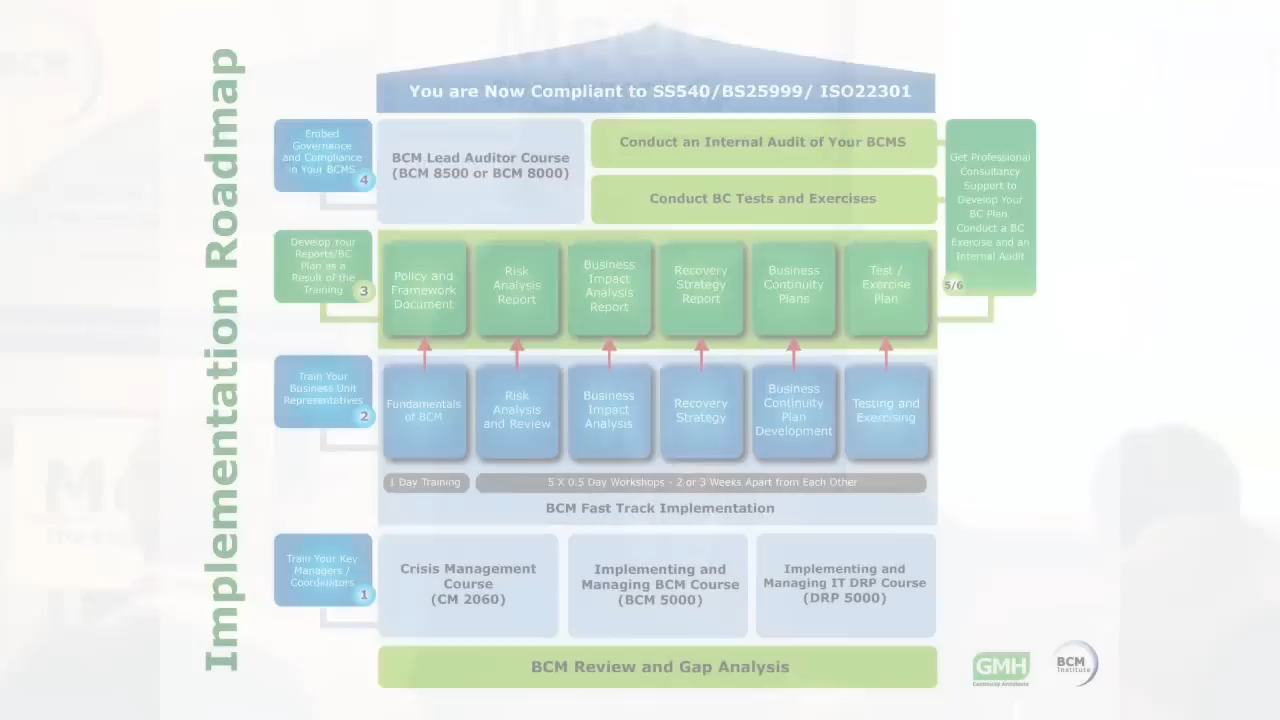 Implementation Roadmap
You are Now Compliant to SS540/BS25999/ ISO22301
Embed
Governance
and Compliance
in Your BCMS
4
BCM Lead Auditor Course
(BCM 8500 or BCM 8000)
Conduct an Internal Audit of Your BCMS
Conduct BC Tests and Exercises
Get Professional
Consultancy
Support to
Develop Your
BC Plan.
Conduct a BC
Exercise and an
Internal Audit
5/6
Develop Your
Reports/BC
Plan as a
Result of the
Training
3
Policy and
Framework
Document
Risk
Analysis
Report
Business
Impact
Analysis
Report
Recovery
Strategy
Report
Business
Continuity
Plans
Test /
Exercise
Plan
Train Your
Business Unit
Representatives
2
Fundamentals
of BCM
Risk
Analysis
and Review
Business
Impact
Analysis
Recovery
Strategy
Business
Continuity
Plan
Development
Testing and
Exercising
1 Day Training
5 X 0.5 Day Workshops - 2 or 3 Weeks Apart from Each Other
BCM Fast Track Implementation
Train Your Key
Managers /
Coordinators
1
Crisis Management
Course
(CM 2060)
Implementing and
Managing BCM Course
(BCM 5000)
Implementing and
Managing IT DRP Course
(DRP 5000)
BCM Review and Gap Analysis
GMH
Continuity Architects
BCM
Institute